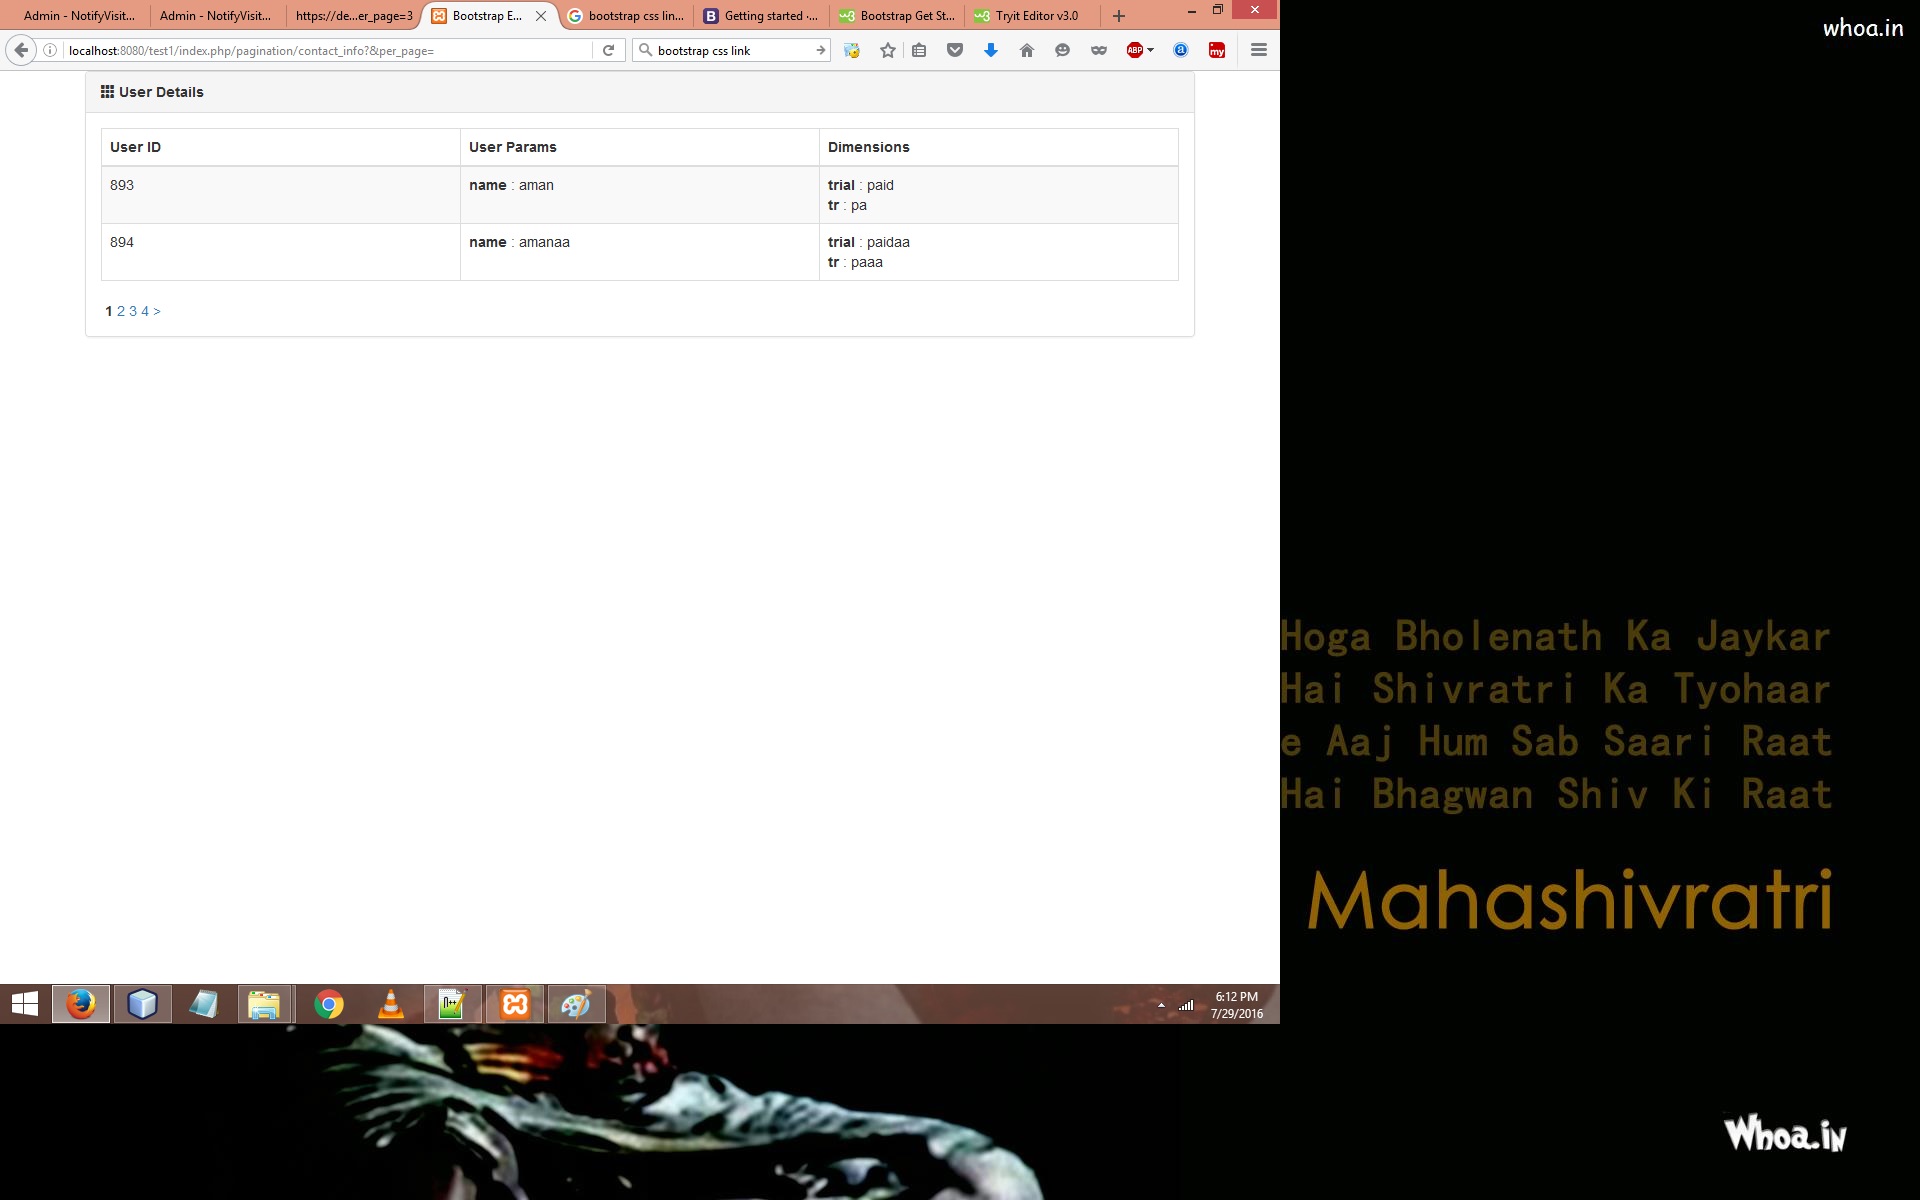 Admin - NotifyVisit...
Admin - NotifyVisit...
https://de...er_page=3
Bootstrap E...
bootstrap css lin...
Getting started ·...
Bootstrap Get St...
Tryit Editor v3.0
localhost:8080/test1/index.php/pagination/contact_info?&per_page=
bootstrap css link
ABP
a
my
User Details
User ID User Params Dimensions
893 name : aman trial : paid
tr : pa
894 name : amanaa trial : paidaa
tr : paaa
1 2 3 4 >
6:12 PM
7/29/2016
whoa.in
Hoga Bholenath Ka Jaykar
Hai Shivratri Ka Tyohaar
e Aaj Hum Sab Saari Raat
Hai Bhagwan Shiv Ki Raat
Mahashivratri
Whoa.in